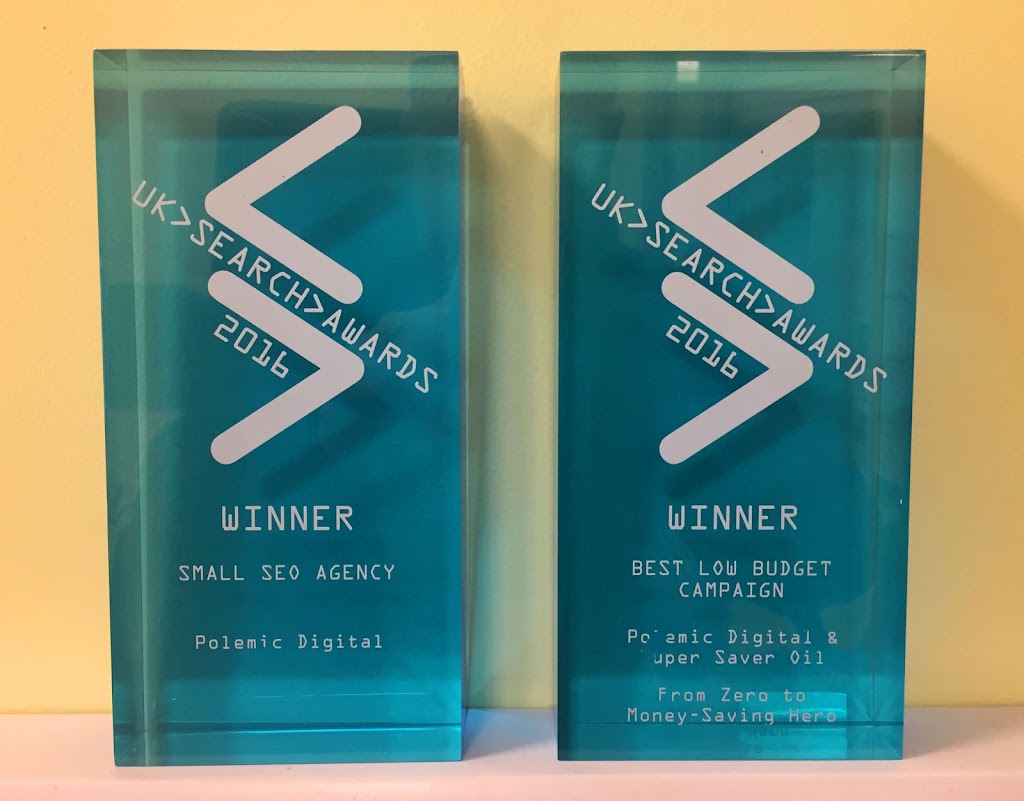 UK>SEARCH>AWARDS
2016
WINNER
SMALL SEO AGENCY
Polemic Digital
UK>SEARCH>AWARDS
2016
WINNER
BEST LOW BUDGET
CAMPAIGN
Polemic Digital &
Super Saver Oil
From Zero to
Money-Saving Hero